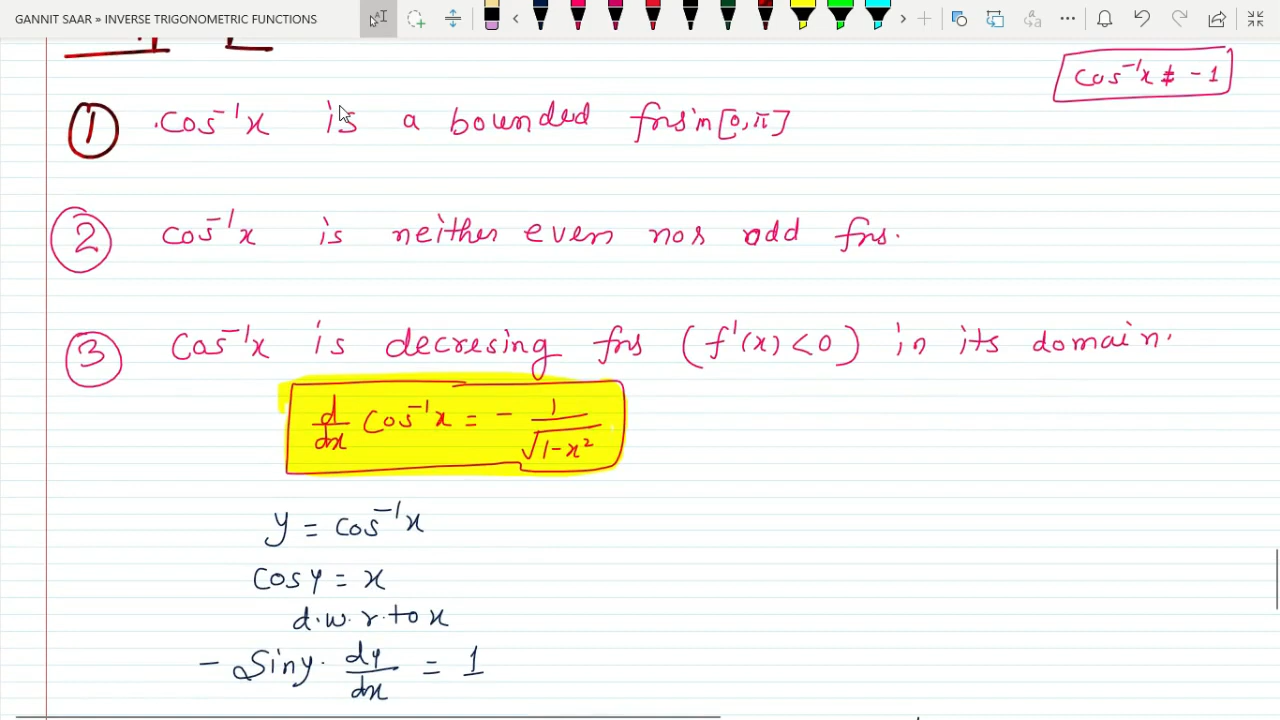 GANNIT SAAR » INVERSE TRIGONOMETRIC FUNCTIONS
cos⁻¹x ≠ -1
① cos⁻¹x is a bounded fns in [0,π]
② cos⁻¹x is neither even nor odd fns.
③ cos⁻¹x is decresing fns (f'(x) < 0) in its domain.
d/dx cos⁻¹x = - 1/√1-x²
y = cos⁻¹x
cos y = x
d.w.r.to x
- Sin y · dy/dx = 1